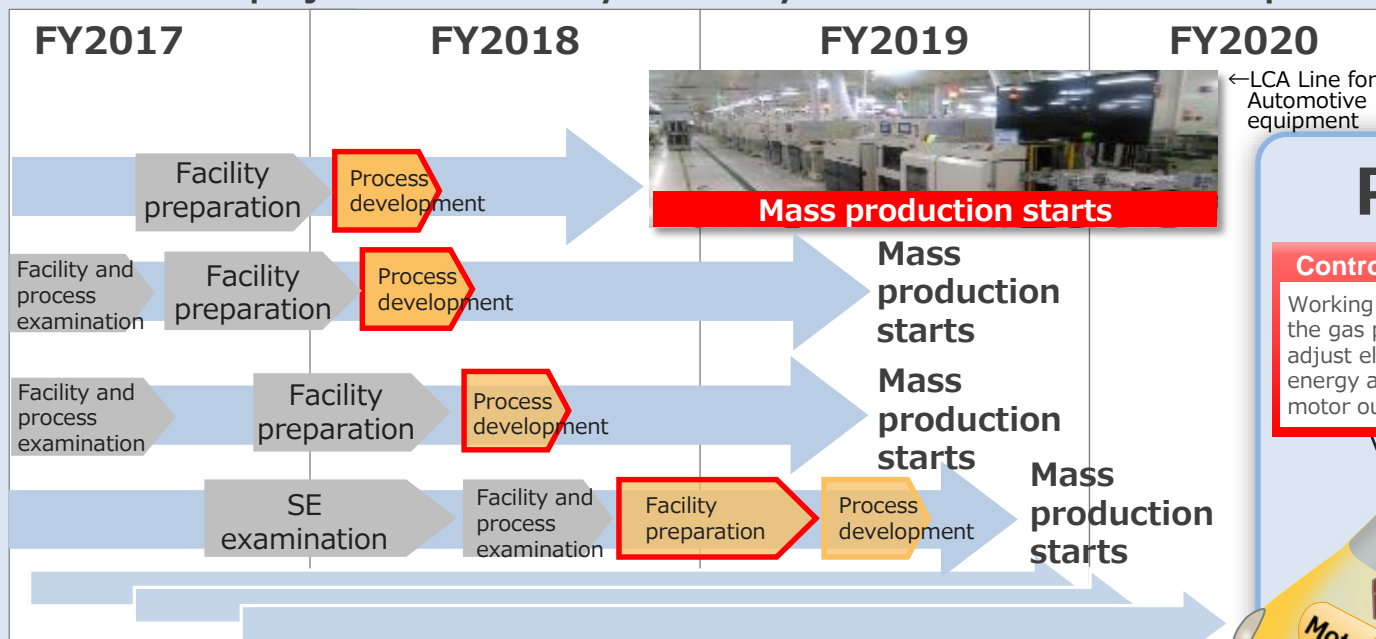 FY2017
FY2018
FY2019
FY2020
←LCA Line for
Automotive
equipment
Facility
preparation
Process
development
Mass production starts
Facility and
process
examination
Facility
preparation
Process
development
Mass
production
starts
Facility and
process
examination
Facility
preparation
Process
development
Mass
production
starts
SE
examination
Facility and
process
examination
Facility
preparation
Process
development
Mass
production
starts
P
Contro
Working
the gas p
adjust el
energy a
motor ou
Mot